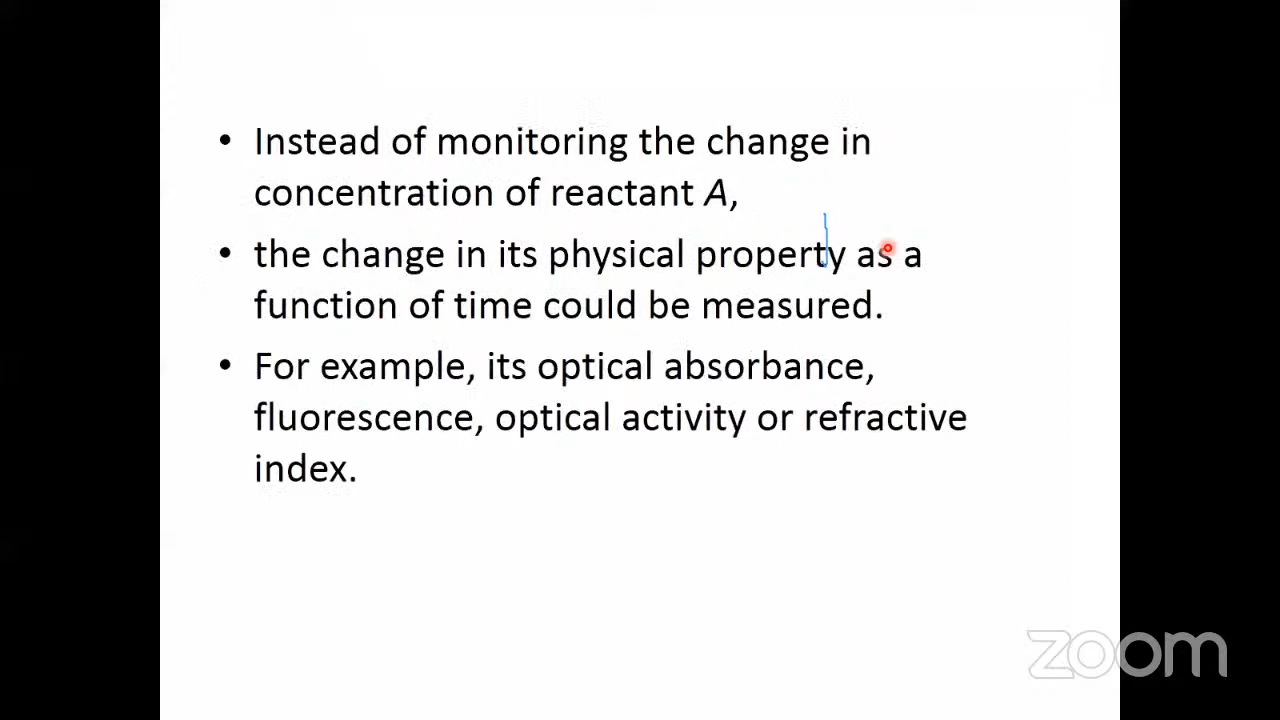 • Instead of monitoring the change in
concentration of reactant A,
• the change in its physical property as a
function of time could be measured.
• For example, its optical absorbance,
fluorescence, optical activity or refractive
index.
zoom